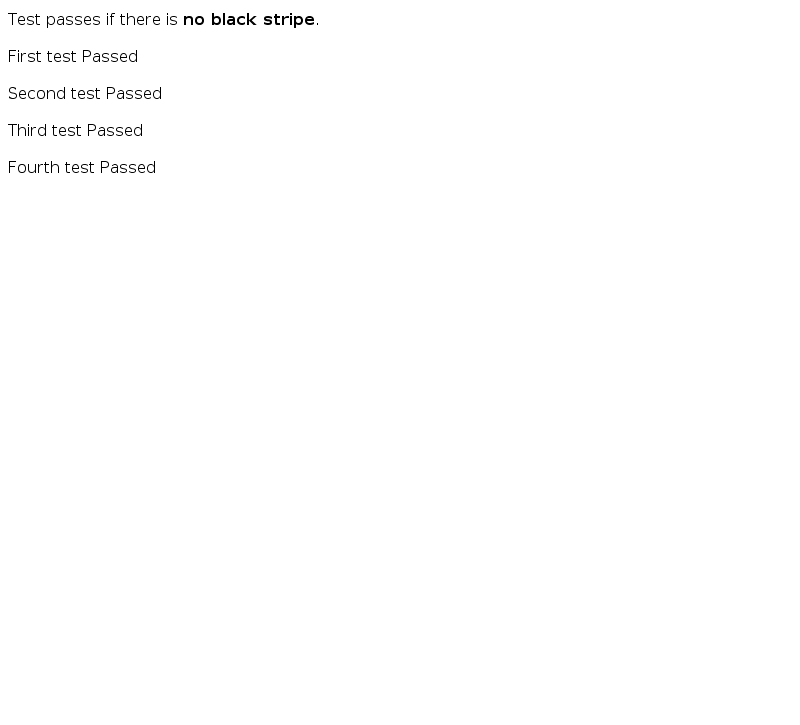 Test passes if there is no black stripe.
First test Passed
Second test Passed
Third test Passed
Fourth test Passed